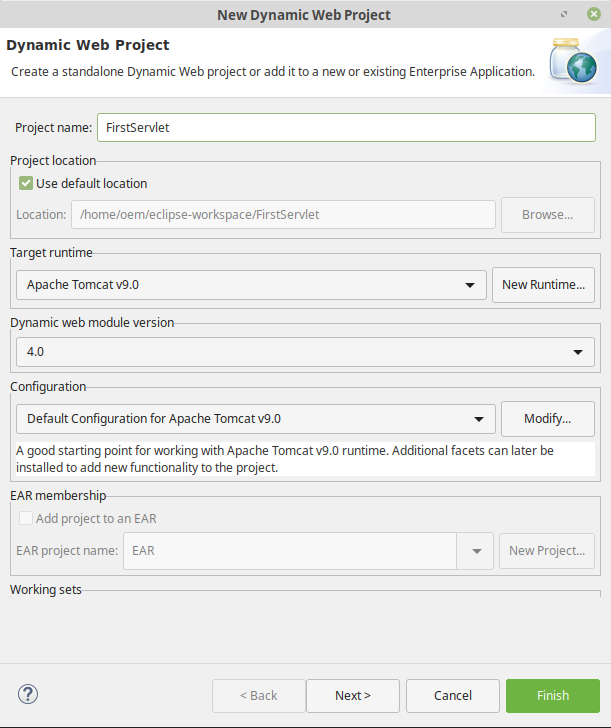 New Dynamic Web Project
Dynamic Web Project
Create a standalone Dynamic Web project or add it to a new or existing Enterprise Application.
Project name: FirstServlet
Project location
Use default location
Location: /home/oem/eclipse-workspace/FirstServlet Browse...
Target runtime
Apache Tomcat v9.0 New Runtime...
Dynamic web module version
4.0
Configuration
Default Configuration for Apache Tomcat v9.0 Modify...
A good starting point for working with Apache Tomcat v9.0 runtime. Additional facets can later be
installed to add new functionality to the project.
EAR membership
Add project to an EAR
EAR project name: EAR New Project...
Working sets
? < Back Next > Cancel Finish